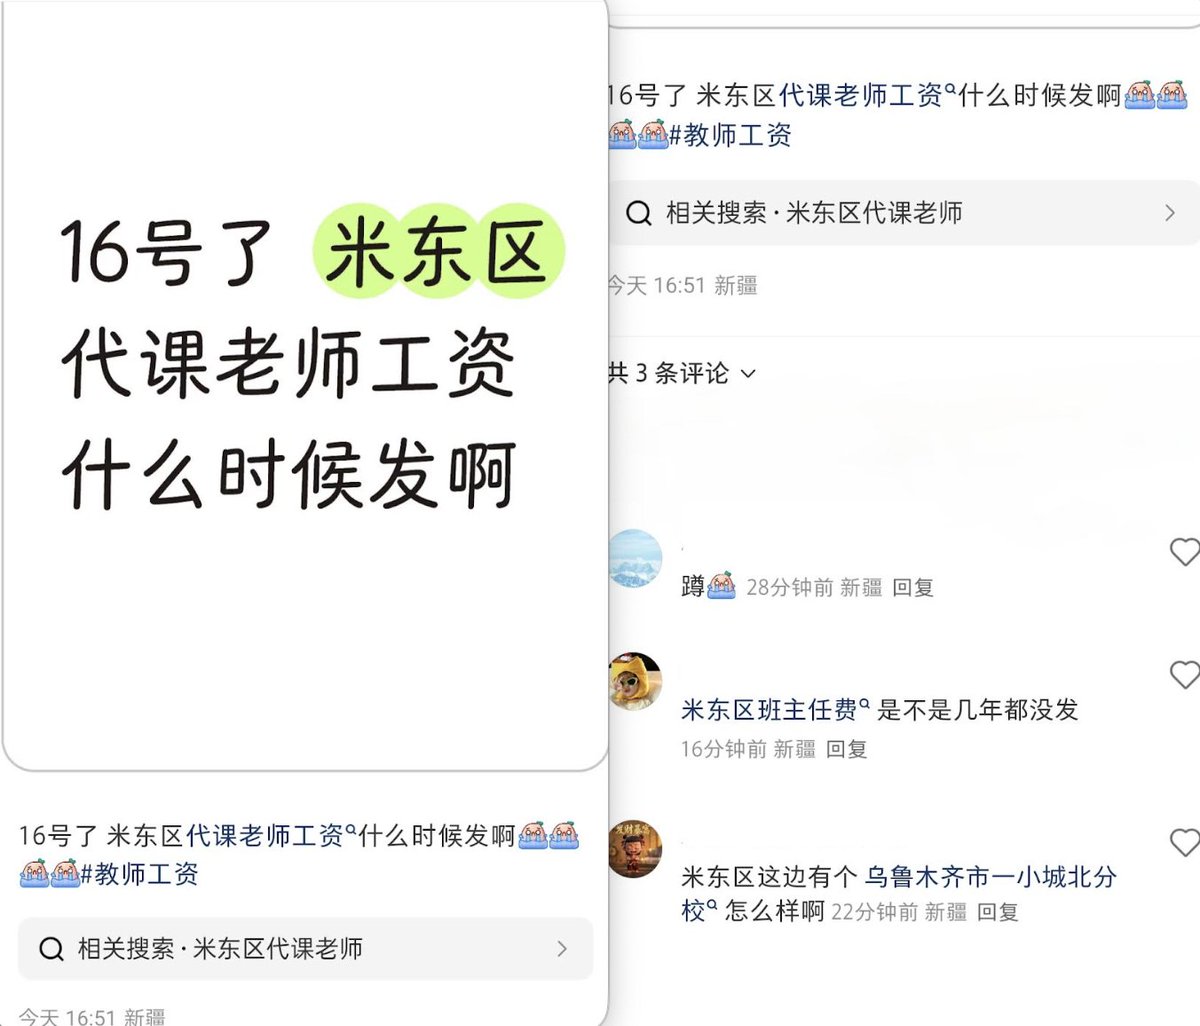 16号了 米东区
代课老师工资
什么时候发啊
16号了 米东区代课老师工资什么时候发啊
#教师工资
相关搜索·米东区代课老师
今天 16:51 新疆
16号了 米东区代课老师工资什么时候发啊
#教师工资
相关搜索·米东区代课老师
今天 16:51 新疆
共 3 条评论
蹲 28分钟前 新疆 回复
米东区班主任费 是不是几年都没发
16分钟前 新疆 回复
米东区这边有个 乌鲁木齐市一小城北分
校 怎么样啊 22分钟前 新疆 回复